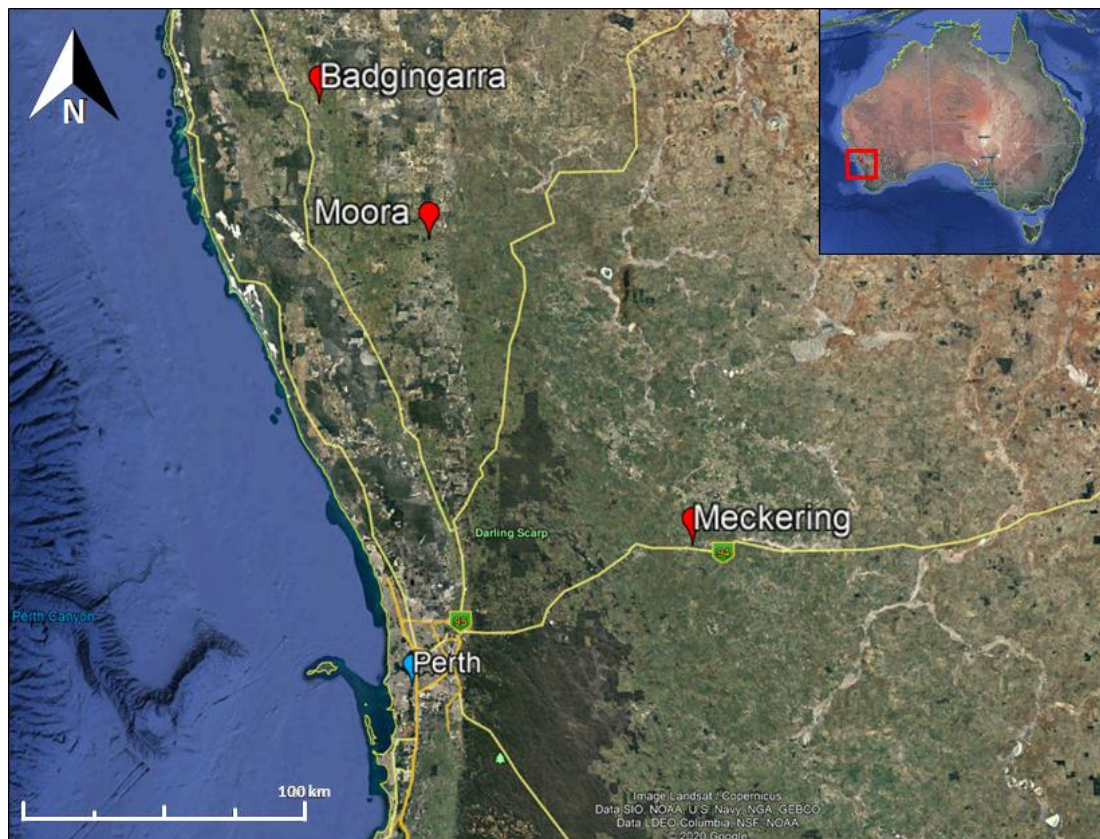 N
Badgingarra
Moora
Meckering
94
Darling Scarp
95
Perth Canyon
Perth
100 km
Image Landsat / Copernicus
Data SIO, NOAA, U.S. Navy, NGA, GEBCO
Data LDEO-Columbia, NSF, NOAA
© 2020 Google